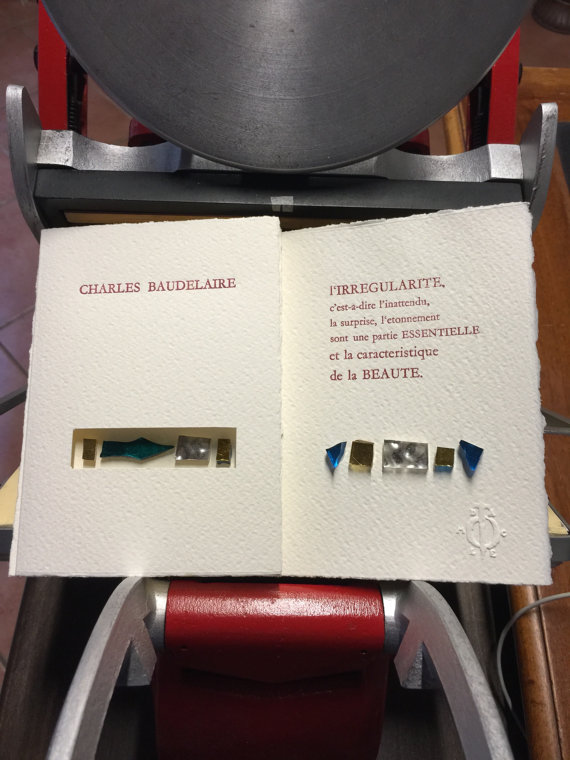 CHARLES BAUDELAIRE
l'IRREGULARITE,
c'est-a-dire l'inattendu,
la surprise, l'etonnement
sont une partie ESSENTIELLE
et la caracteristique
de la BEAUTE.